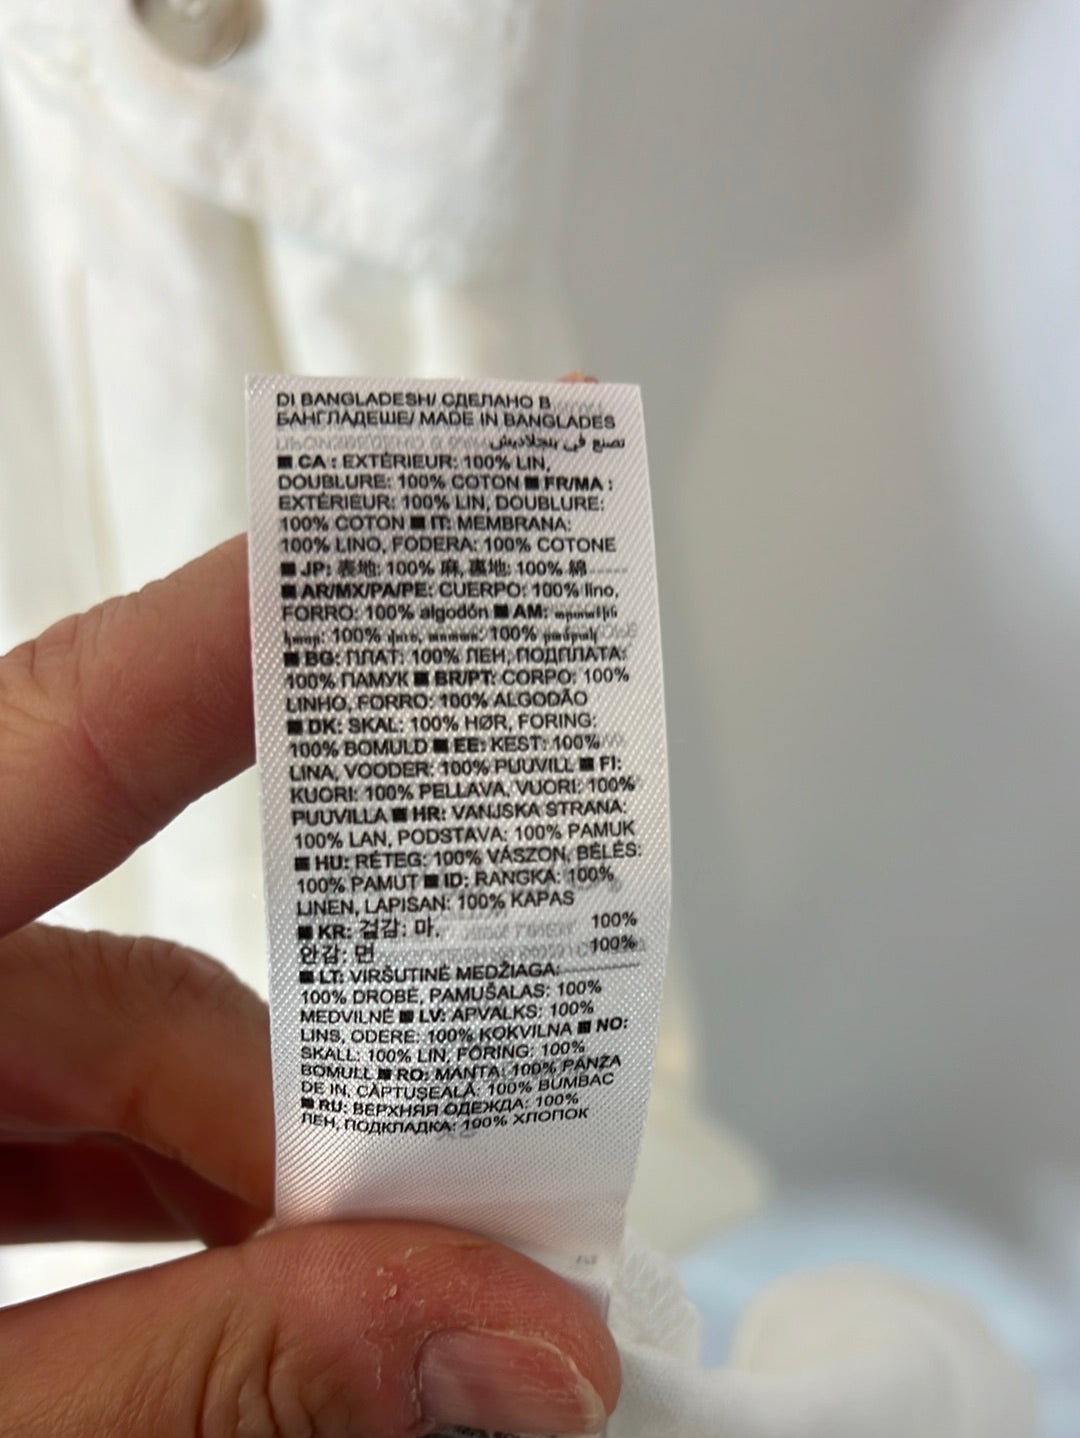 DI BANGLADESH/ СДЕЛАНО В
БАНГЛАДЕШЕ/ MADE IN BANGLADES
تصنع في بنجلاديش
■ CA : EXTÉRIEUR: 100% LIN,
DOUBLURE: 100% COTON ■ FR/MA :
EXTÉRIEUR: 100% LIN, DOUBLURE:
100% COTON ■ IT: MEMBRANA:
100% LINO, FODERA: 100% COTONE
■ JP: 表地: 100% 麻, 裏地: 100% 綿
■ AR/MX/PA/PE: CUERPO: 100% lino,
FORRO: 100% algodón ■ AM:
100% 100%
■ BG: ПЛАТ: 100% ЛЕН, ПОДПЛАТА:
100% ПАМУК ■ BR/PT: CORPO: 100%
LINHO, FORRO: 100% ALGODÃO
■ DK: SKAL: 100% HØR, FORING:
100% BOMULD ■ EE: KEST: 100%
LINA, VOODER: 100% PUUVILL ■ FI:
KUORI: 100% PELLAVA, VUORI: 100%
PUUVILLA ■ HR: VANJSKA STRANA:
100% LAN, PODSTAVA: 100% PAMUK
■ HU: RÉTEG: 100% VÁSZON, BÉLÉS:
100% PAMUT ■ ID: RANGKA: 100%
LINEN, LAPISAN: 100% KAPAS
■ KR: 겉감: 마, 100%
안감: 면 100%
■ LT: VIRŠUTINĖ MEDŽIAGA:
100% DROBĖ, PAMUŠALAS: 100%
MEDVILNĖ ■ LV: APVALKS: 100%
LINS, ODERE: 100% KOKVILNA ■ NO:
SKALL: 100% LIN, FÔRING: 100%
BOMULL ■ RO: MANTA: 100% PÂNZĂ
DE IN, CĂPTUȘEALĂ: 100% BUMBAC
■ RU: ВЕРХНЯЯ ОДЕЖДА: 100%
ЛЕН, ПОДКЛАДКА: 100% ХЛОПОК